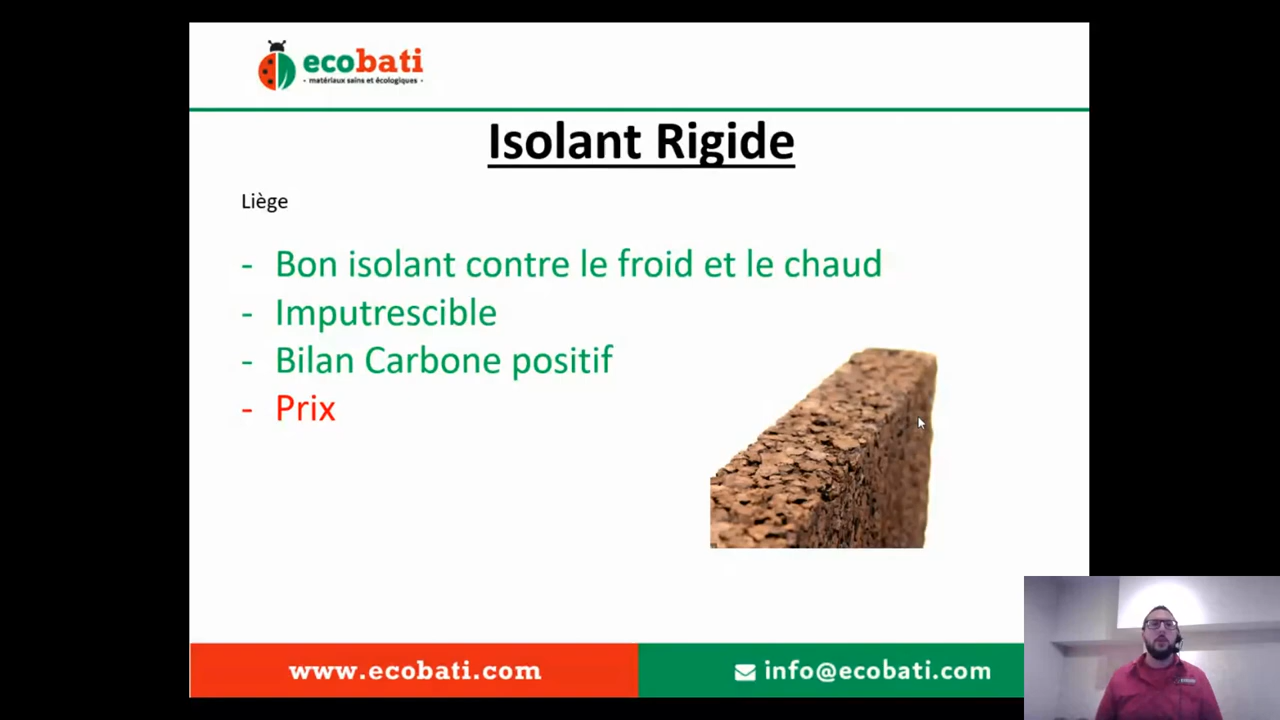 ecobati
· matériaux sains et écologiques ·
Isolant Rigide
Liège
- Bon isolant contre le froid et le chaud
- Imputrescible
- Bilan Carbone positif
- Prix
www.ecobati.com
info@ecobati.com